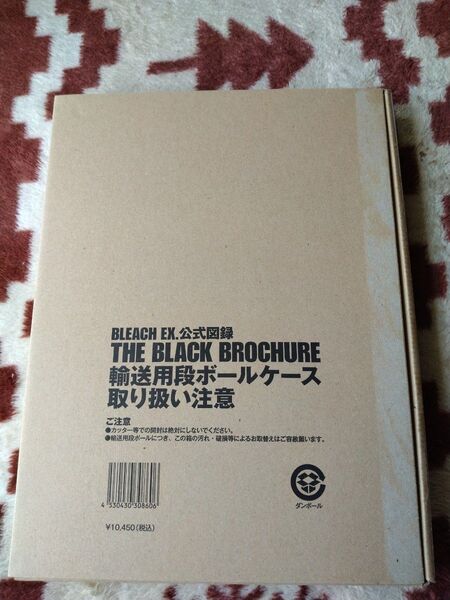 BLEACH EX.公式図録
THE BLACK BROCHURE
輸送用段ボールケース
取り扱い注意
ご注意
●カッター等での開封は絶対にしないでください。
●輸送用段ボールにつき、この箱の汚れ・破損等によるお取替えはご容赦願います。
4 530430 308606
ダンボール
¥10,450(税込)